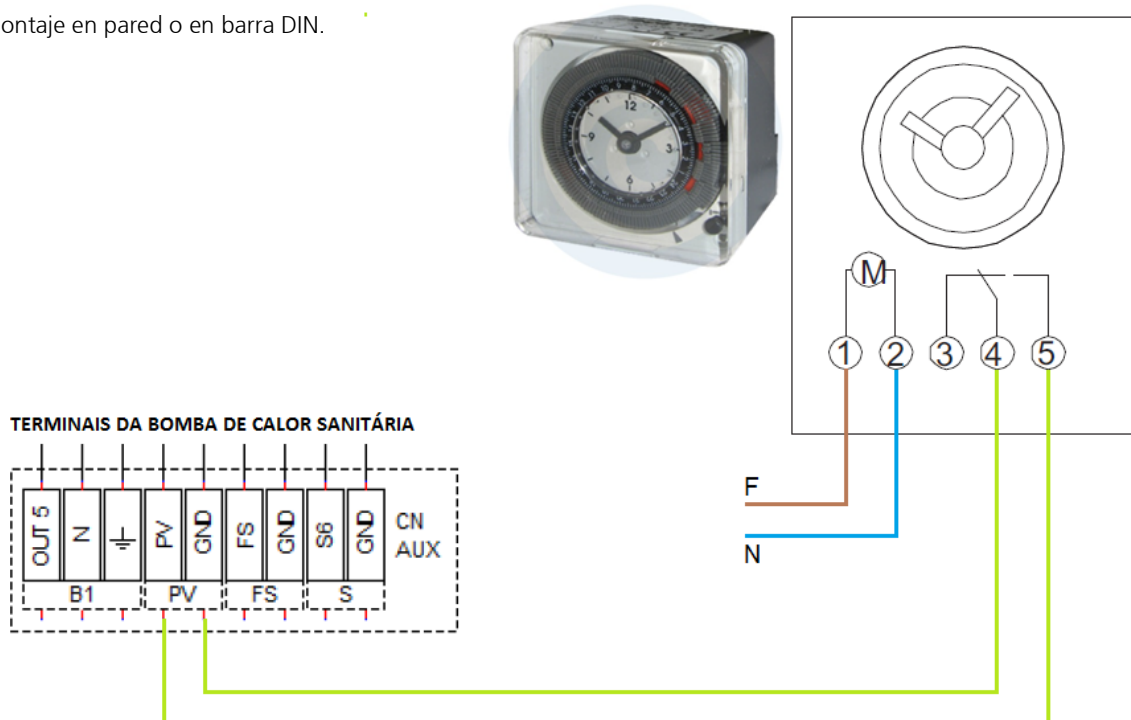 ontaje en pared o en barra DIN.
12
3
6
9
M
1 2 3 4 5
TERMINAIS DA BOMBA DE CALOR SANITÁRIA
OUT 5 N PV GND FS GND S6 GND
CN
AUX
B1 PV FS S
F
N